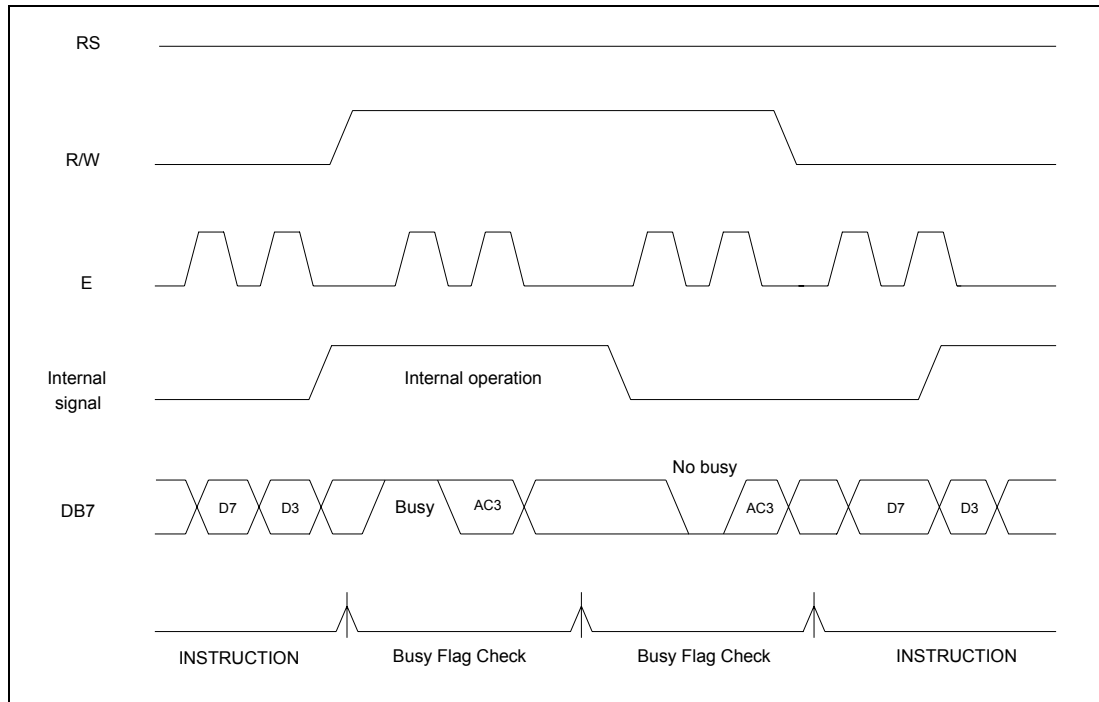 RS
R/W
E
Internal
signal
Internal operation
No busy
DB7
D7
D3
Busy
AC3
AC3
D7
D3
INSTRUCTION
Busy Flag Check
Busy Flag Check
INSTRUCTION